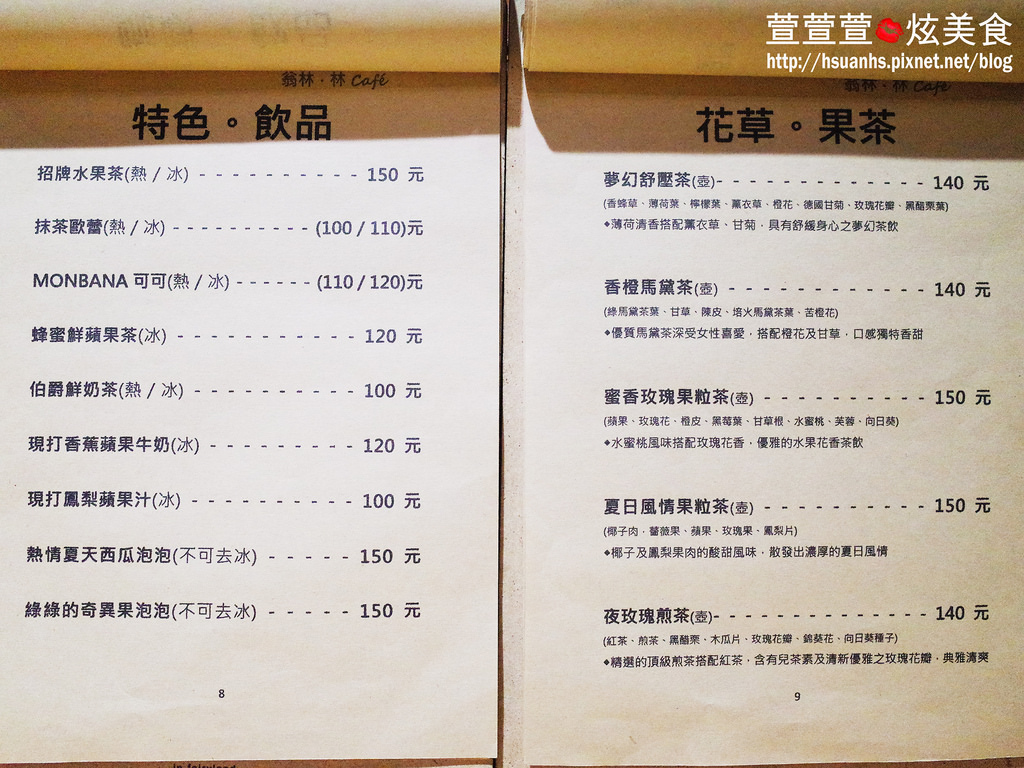 萱萱萱💋炫美食
http://hsuanhs.pixnet.net/blog
翁林．林 Café
特色。飲品
招牌水果茶(熱 / 冰) - - - - - - - - - - - 150 元
抹茶歐蕾(熱 / 冰) - - - - - - - - - - (100 / 110)元
MONBANA 可可(熱 / 冰) - - - - - - (110 / 120)元
蜂蜜鮮蘋果茶(冰) - - - - - - - - - - - - 120 元
伯爵鮮奶茶(熱 / 冰) - - - - - - - - - - - 100 元
現打香蕉蘋果牛奶(冰) - - - - - - - - - - 120 元
現打鳳梨蘋果汁(冰) - - - - - - - - - - - 100 元
熱情夏天西瓜泡泡(不可去冰) - - - - - 150 元
綠綠的奇異果泡泡(不可去冰) - - - - - 150 元
8
翁林．林 Café
花草。果茶
夢幻舒壓茶(壺)- - - - - - - - - - - - - - 140 元
(香蜂草、薄荷葉、檸檬葉、薰衣草、橙花、德國甘菊、玫瑰花瓣、黑醋栗葉)
◆薄荷清香搭配薰衣草、甘菊，具有舒緩身心之夢幻茶飲
香橙馬黛茶(壺) - - - - - - - - - - - - - 140 元
(綠馬黛茶葉、甘草、陳皮、焙火馬黛茶葉、苦橙花)
◆優質馬黛茶深受女性喜愛，搭配橙花及甘草，口感獨特香甜
蜜香玫瑰果粒茶(壺) - - - - - - - - - - 150 元
(蘋果、玫瑰花、橙皮、黑莓葉、甘草根、水蜜桃、芙蓉、向日葵)
◆水蜜桃風味搭配玫瑰花香，優雅的水果花香茶飲
夏日風情果粒茶(壺) - - - - - - - - - - 150 元
(椰子肉，薔薇果、蘋果、玫瑰果、鳳梨片)
◆椰子及鳳梨果肉的酸甜風味，散發出濃厚的夏日風情
夜玫瑰煎茶(壺)- - - - - - - - - - - - - - 140 元
(紅茶、煎茶、黑醋栗、木瓜片、玫瑰花瓣、錦葵花、向日葵種子)
◆精選的頂級煎茶搭配紅茶，含有兒茶素及清新優雅之玫瑰花瓣，典雅清爽
9
in fairyland